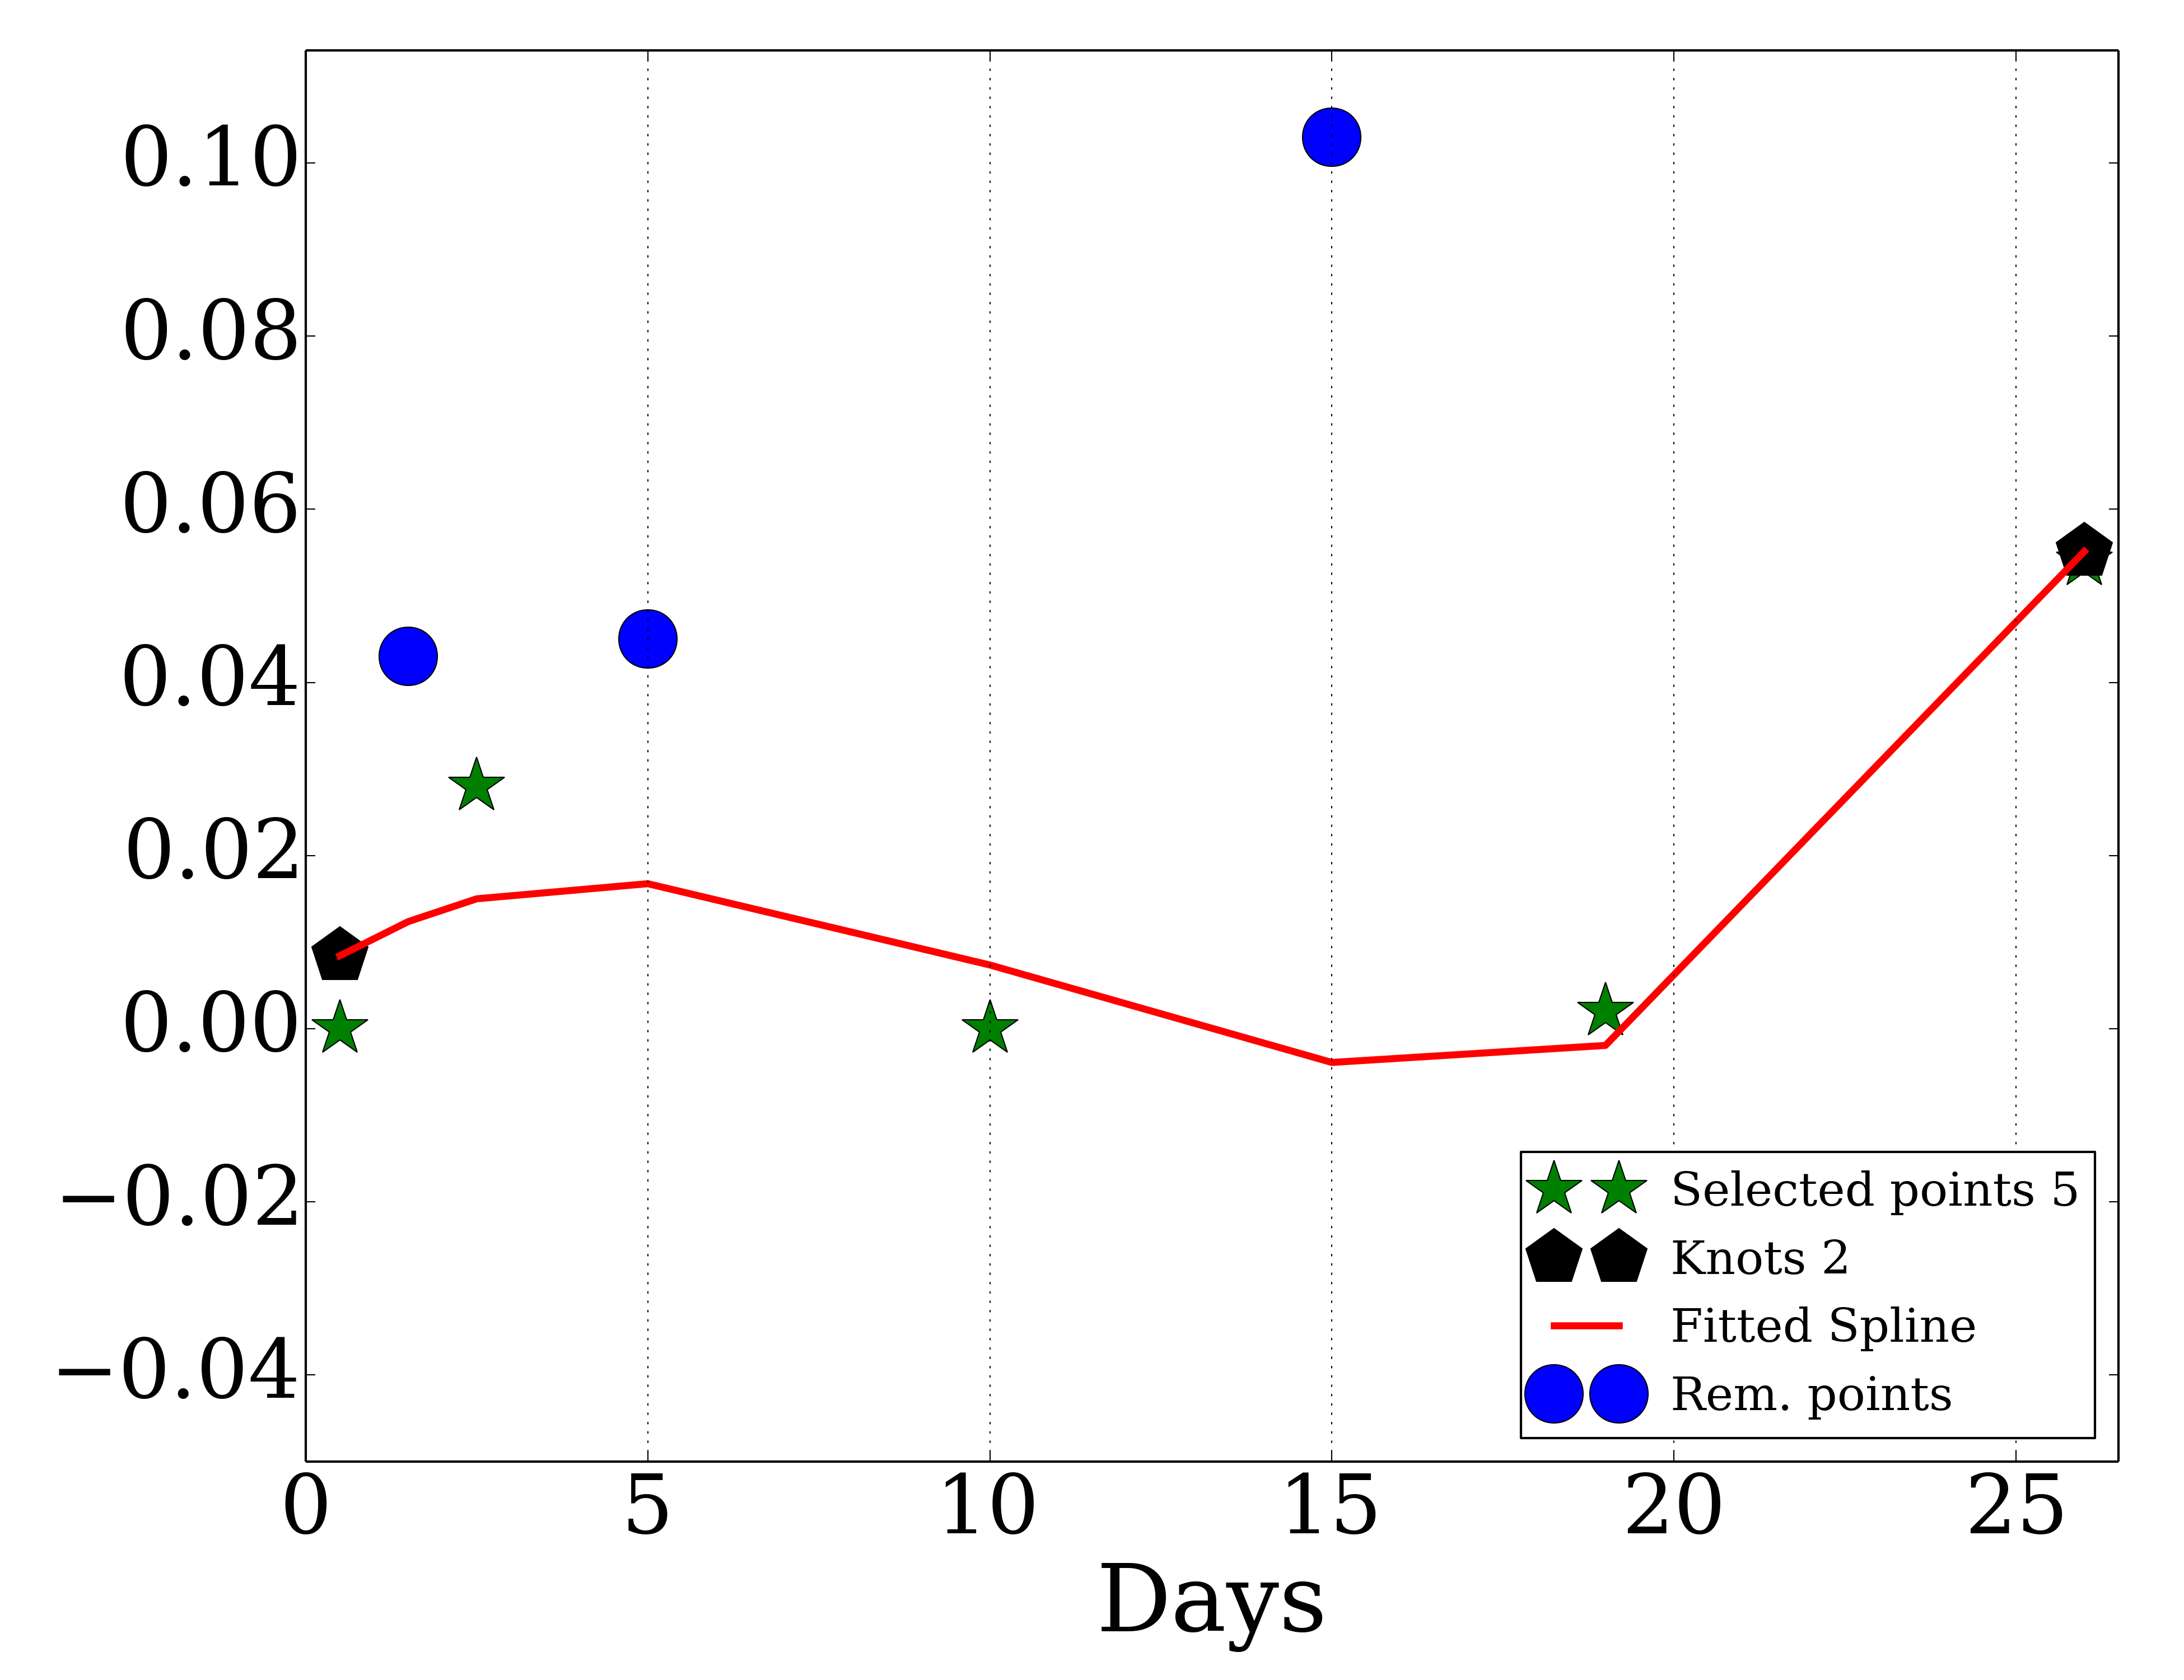 0.10
0.08
0.06
0.04
0.02
0.00
−0.02
−0.04
Selected points 5
Knots 2
Fitted Spline
Rem. points
0 5 10 15 20 25
Days